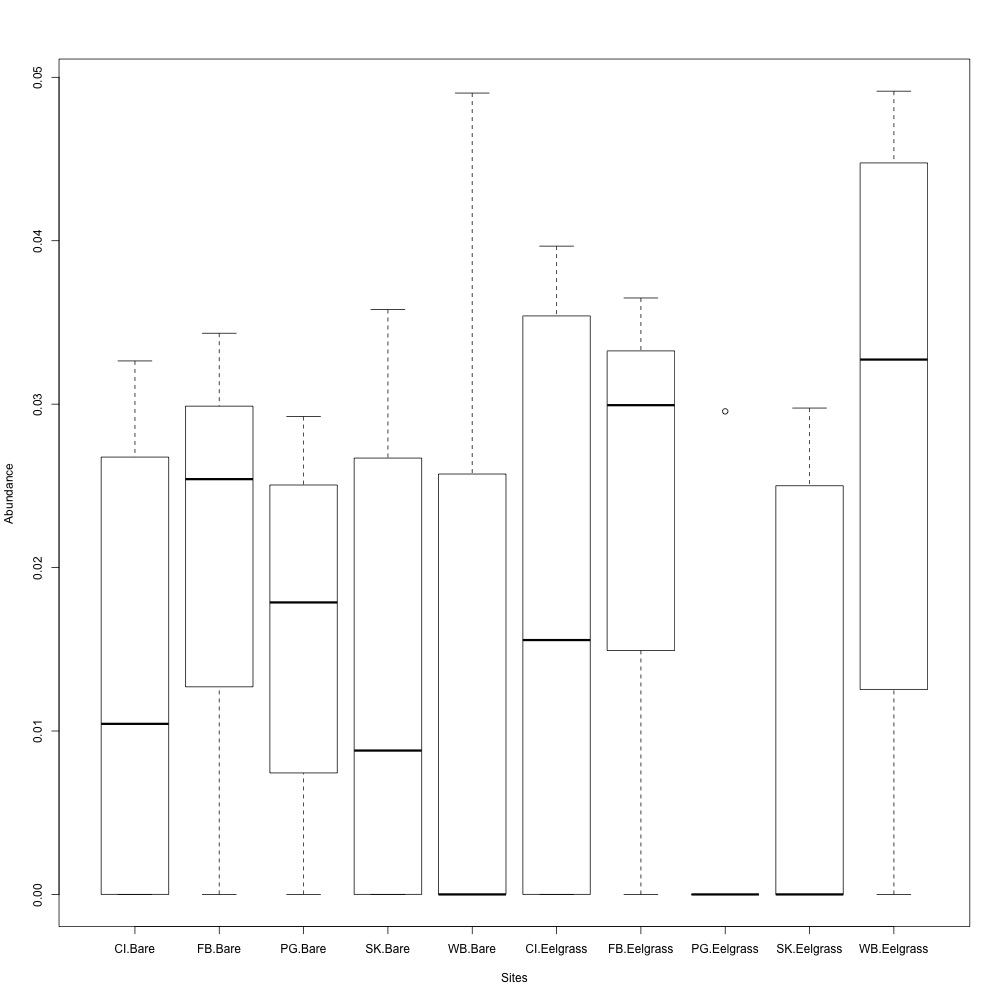 0.05
0.04
0.03
0.02
0.01
0.00
Abundance
CI.Bare FB.Bare PG.Bare SK.Bare WB.Bare CI.Eelgrass FB.Eelgrass PG.Eelgrass SK.Eelgrass WB.Eelgrass
Sites